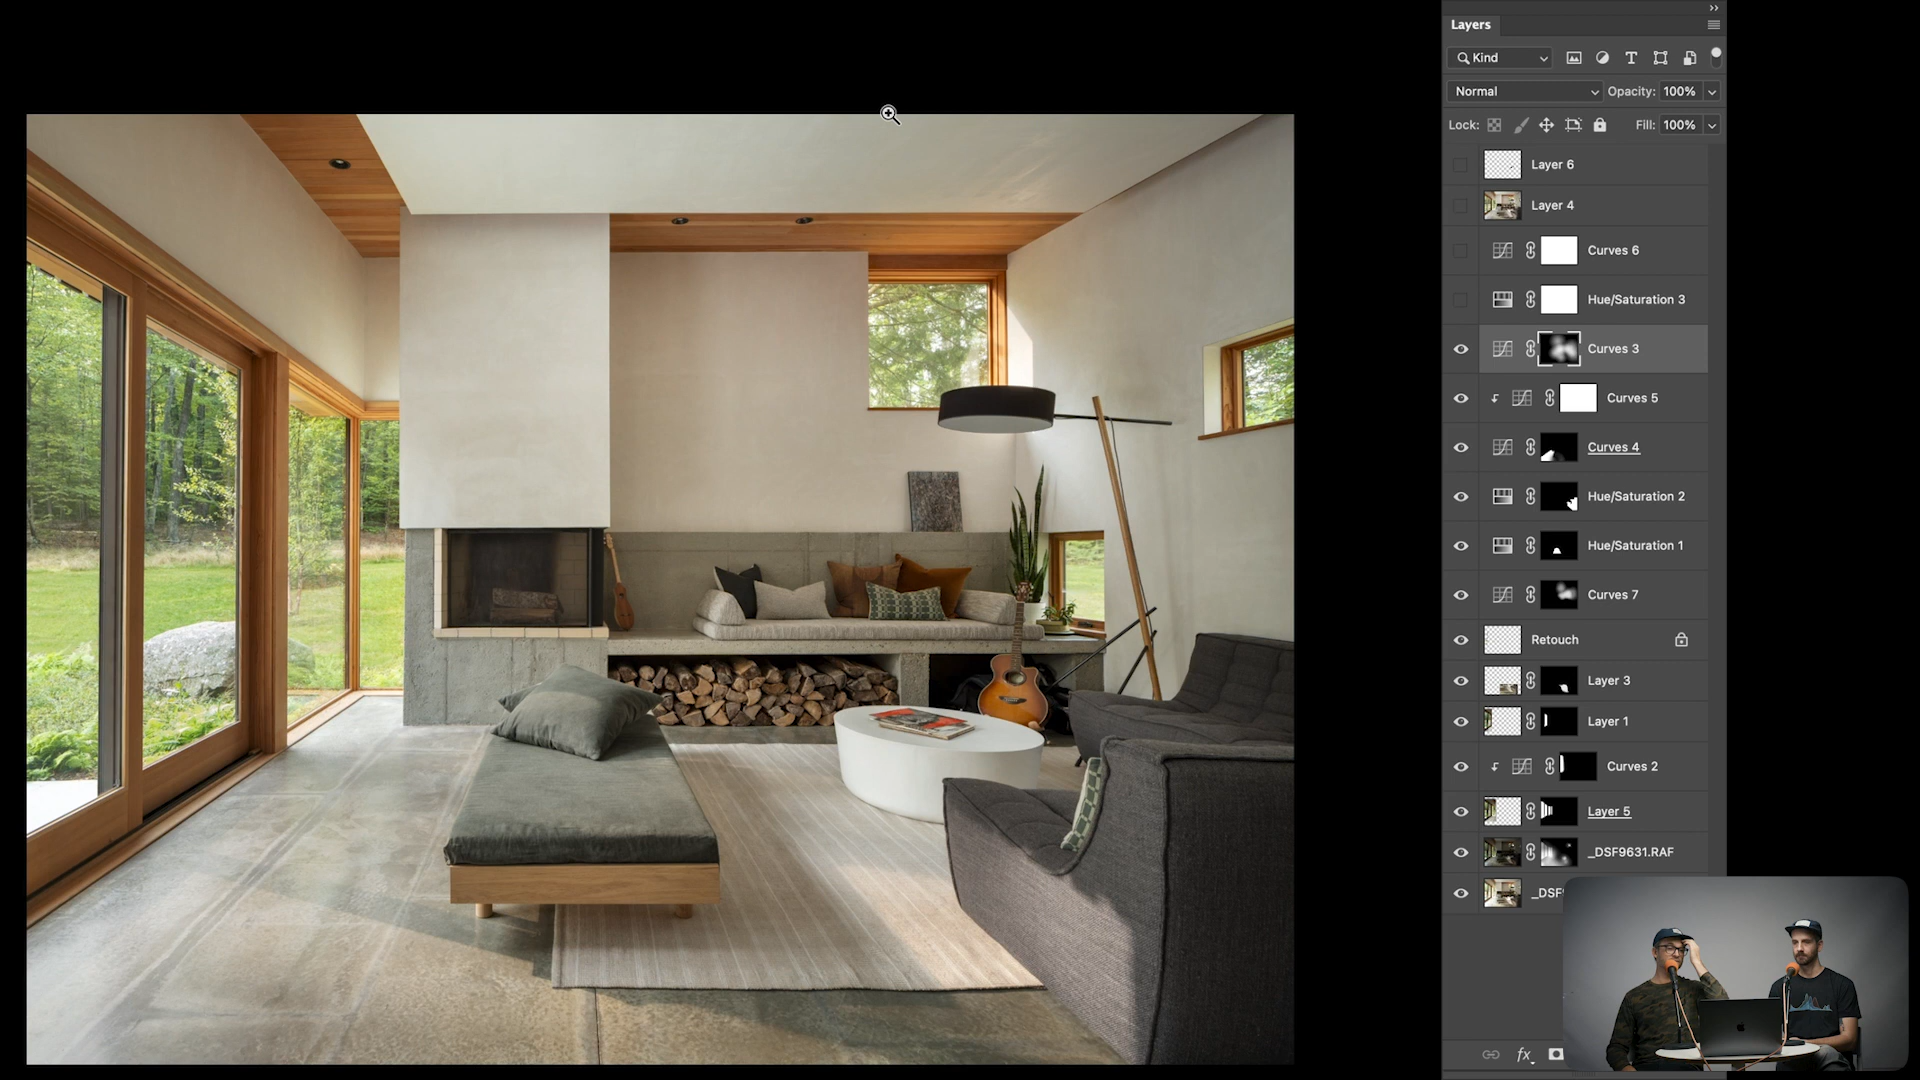 Layers
Kind
Normal Opacity: 100%
Lock: Fill: 100%
Layer 6
Layer 4
Curves 6
Hue/Saturation 3
Curves 3
Curves 5
Curves 4
Hue/Saturation 2
Hue/Saturation 1
Curves 7
Retouch
Layer 3
Layer 1
Curves 2
Layer 5
_DSF9631.RAF
_DSF
fx